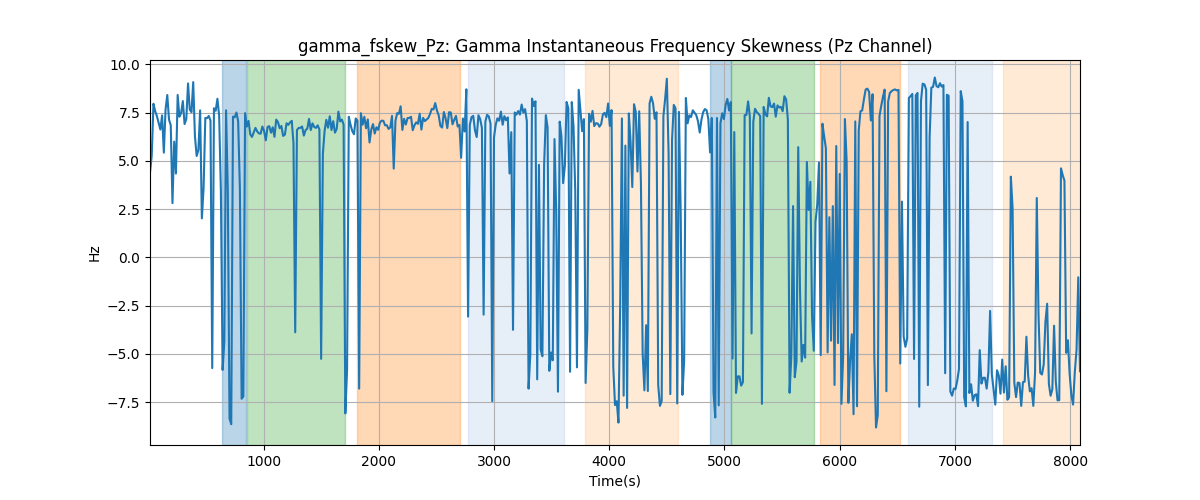 gamma_fskew_Pz: Gamma Instantaneous Frequency Skewness (Pz Channel)
10.0
7.5
5.0
2.5
0.0
−2.5
−5.0
−7.5
Hz
1000 2000 3000 4000 5000 6000 7000 8000
Time(s)